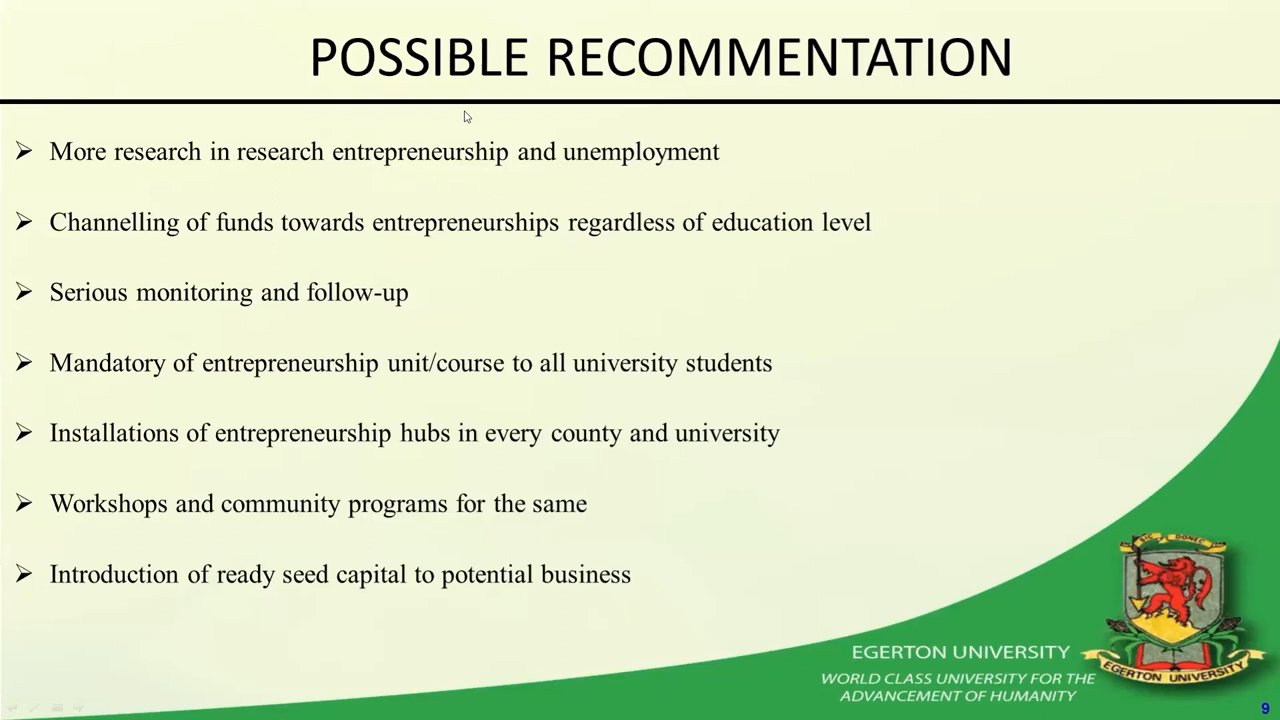 POSSIBLE RECOMMENTATION
➢ More research in research entrepreneurship and unemployment
➢ Channelling of funds towards entrepreneurships regardless of education level
➢ Serious monitoring and follow-up
➢ Mandatory of entrepreneurship unit/course to all university students
➢ Installations of entrepreneurship hubs in every county and university
➢ Workshops and community programs for the same
➢ Introduction of ready seed capital to potential business
SIC DONEC
EGERTON UNIVERSITY
EGERTON UNIVERSITY
WORLD CLASS UNIVERSITY FOR THE
ADVANCEMENT OF HUMANITY
9